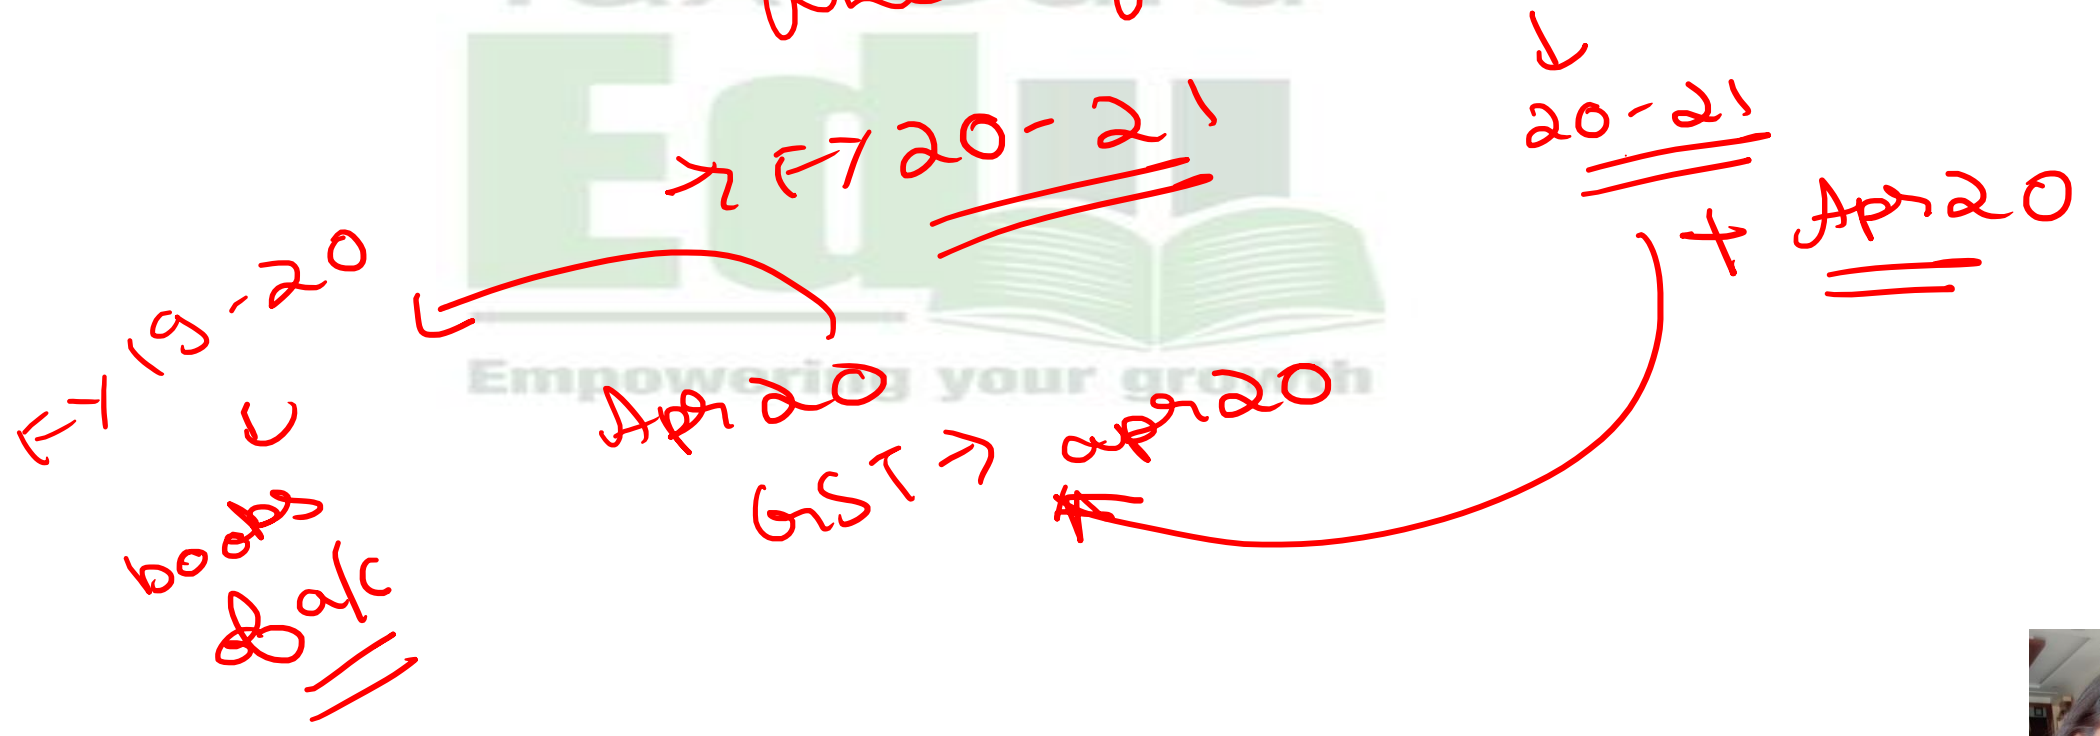 Edu
→ FY 20-21
20-21
+ Apr 20
FY 19-20
Empowering your growth
Apr 20
GST → apr 20
books
& a/c